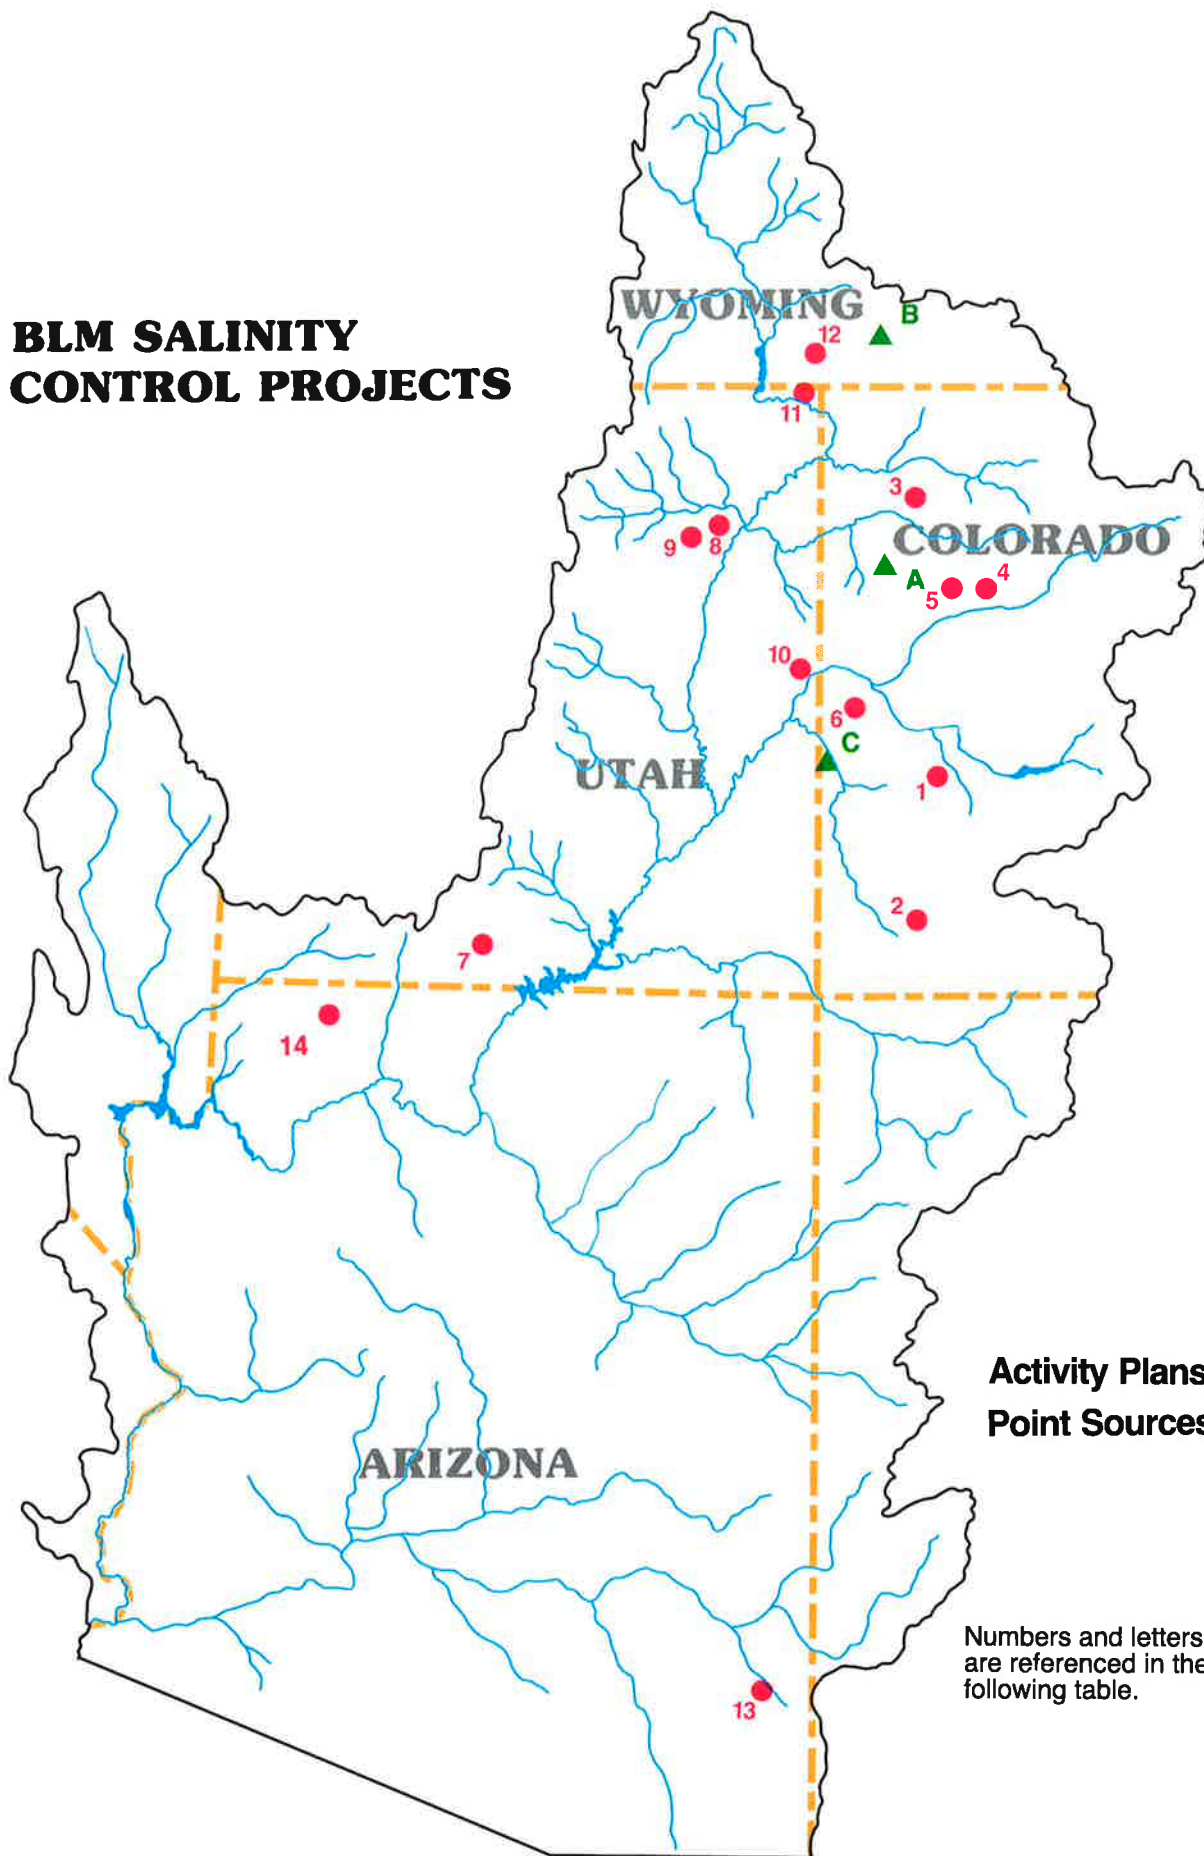 BLM SALINITY
CONTROL PROJECTS
WYOMING
B
12
11
3
COLORADO
9
8
A
5
4
10
6
C
UTAH
1
2
7
14
Activity Plans
Point Sources
ARIZONA
Numbers and letters
are referenced in the
following table.
13